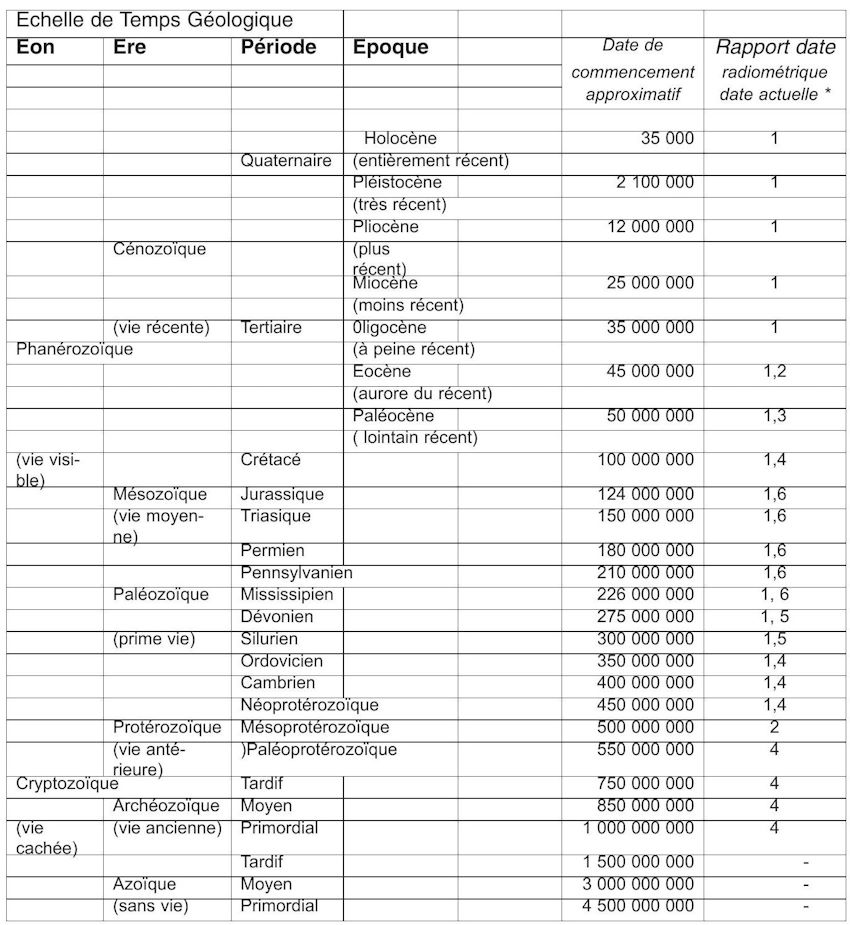 Echelle de Temps Géologique
Eon Ere Période Epoque Date de Rapport date
commencement radiométrique
approximatif date actuelle *
Holocène 35 000 1
Quaternaire (entièrement récent)
Pléistocène 2 100 000 1
(très récent)
Pliocène 12 000 000 1
Cénozoïque (plus
récent)
Miocène 25 000 000 1
(moins récent)
(vie récente) Tertiaire 0ligocène 35 000 000 1
Phanérozoïque (à peine récent)
Eocène 45 000 000 1,2
(aurore du récent)
Paléocène 50 000 000 1,3
( lointain récent)
(vie visi- Crétacé 100 000 000 1,4
ble)
Mésozoïque Jurassique 124 000 000 1,6
(vie moyen- Triasique 150 000 000 1,6
ne)
Permien 180 000 000 1,6
Pennsylvanien 210 000 000 1,6
Paléozoïque Mississipien 226 000 000 1, 6
Dévonien 275 000 000 1, 5
(prime vie) Silurien 300 000 000 1,5
Ordovicien 350 000 000 1,4
Cambrien 400 000 000 1,4
Néoprotérozoïque 450 000 000 1,4
Protérozoïque Mésoprotérozoïque 500 000 000 2
(vie anté- )Paléoprotérozoïque 550 000 000 4
rieure)
Cryptozoïque Tardif 750 000 000 4
Archéozoïque Moyen 850 000 000 4
(vie (vie ancienne) Primordial 1 000 000 000 4
cachée)
Tardif 1 500 000 000 -
Azoïque Moyen 3 000 000 000 -
(sans vie) Primordial 4 500 000 000 -